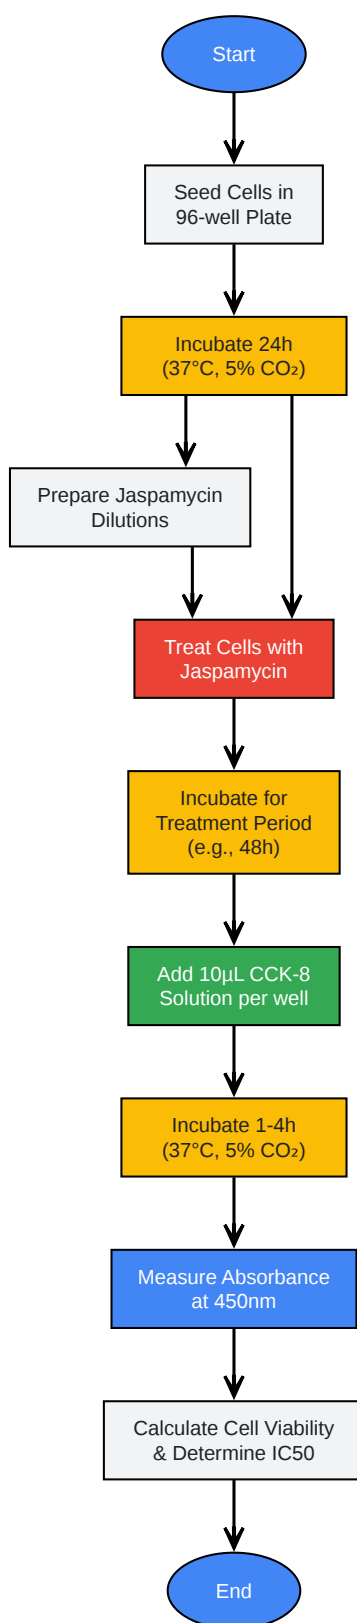 Start
Seed Cells in
96-well Plate
Incubate 24h
(37°C, 5% CO₂)
Prepare Jaspamycin
Dilutions
Treat Cells with
Jaspamycin
Incubate for
Treatment Period
(e.g., 48h)
Add 10µL CCK-8
Solution per well
Incubate 1-4h
(37°C, 5% CO₂)
Measure Absorbance
at 450nm
Calculate Cell Viability
& Determine IC50
End